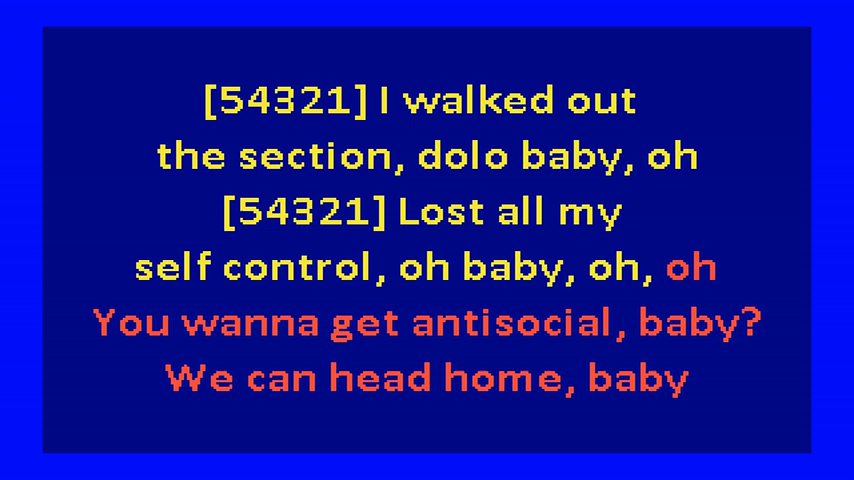 [54321] I walked out
the section, dolo baby, oh
[54321] Lost all my
self control, oh baby, oh, oh
You wanna get antisocial, baby?
We can head home, baby